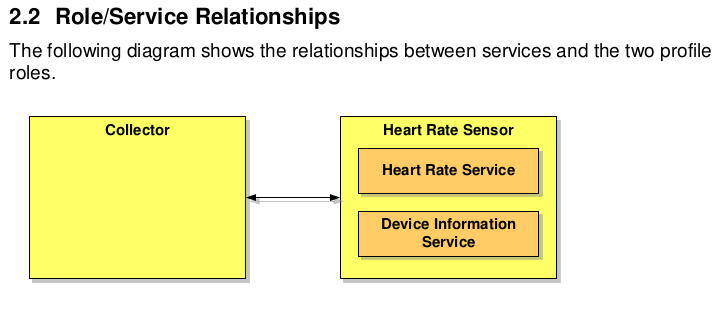 2.2 Role/Service Relationships
The following diagram shows the relationships between services and the two profile
roles.
Collector
Heart Rate Sensor
Heart Rate Service
Device Information
Service